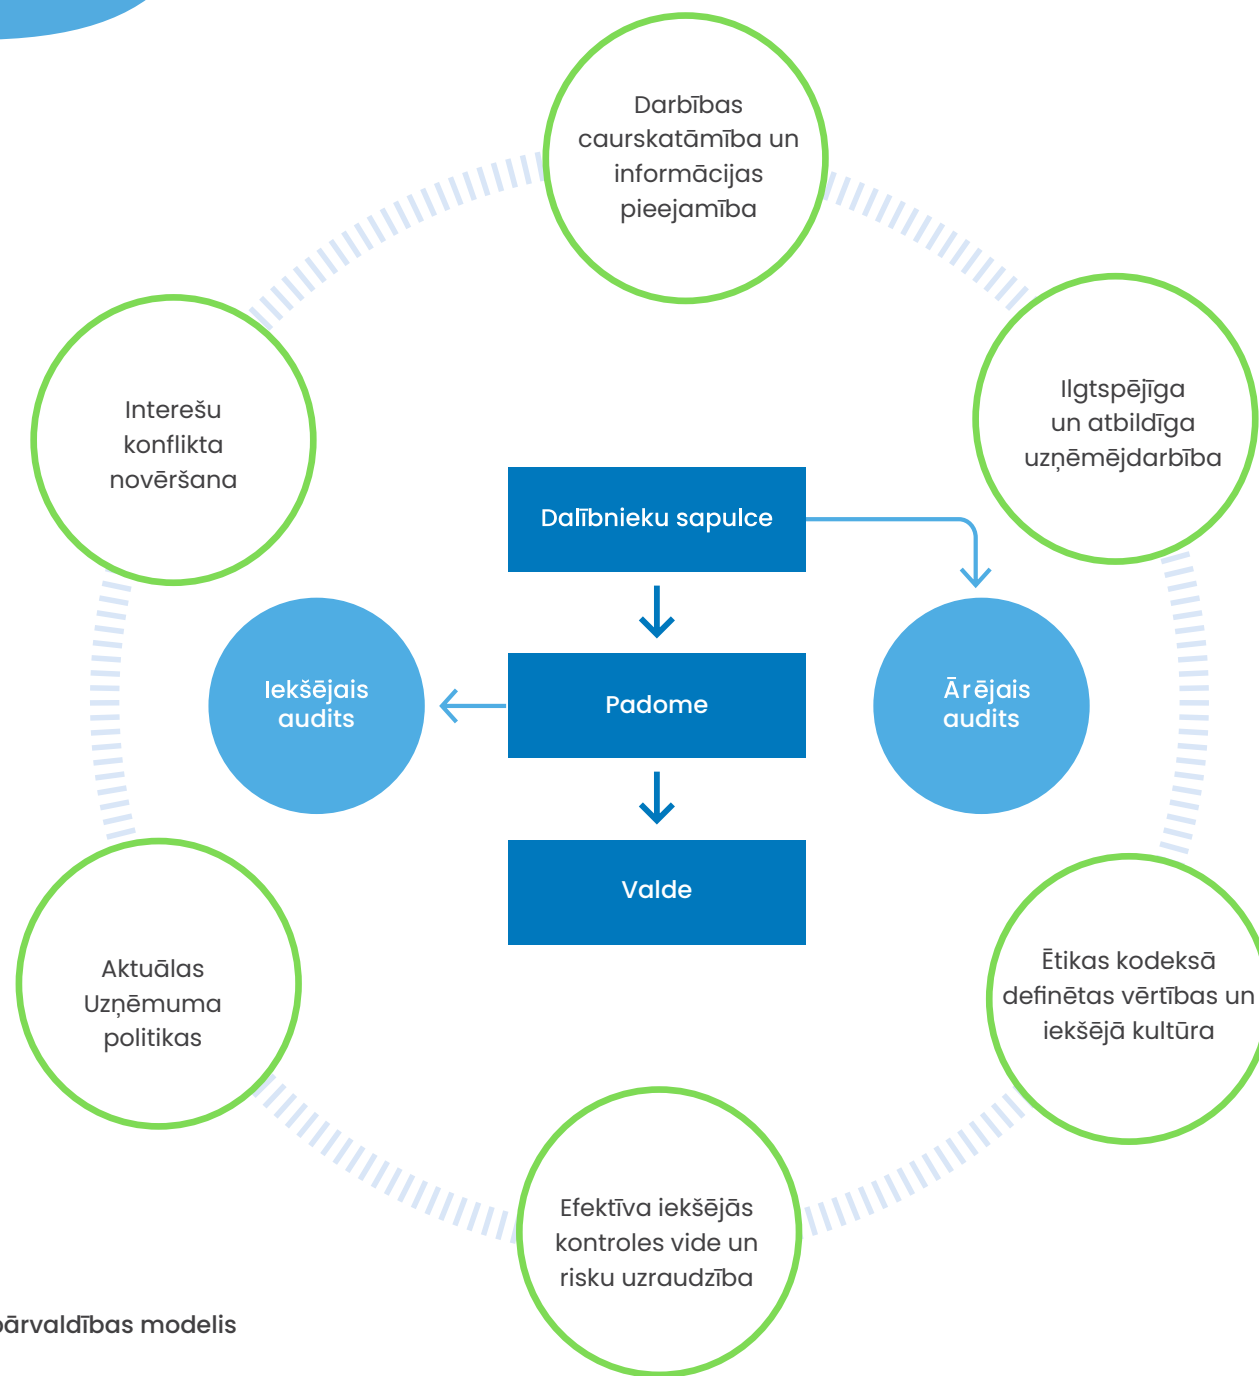 Darbības
caurskatāmība un
informācijas
pieejamība
Ilgtspējīga
un atbildīga
uzņēmējdarbība
Interešu
konflikta
novēršana
Dalībnieku sapulce
Iekšējais
audits
Padome
Ārējais
audits
Valde
Aktuālas
Uzņēmuma
politikas
Ētikas kodeksā
definētas vērtības un
iekšējā kultūra
Efektīva iekšējās
kontroles vide un
risku uzraudzība
pārvaldības modelis